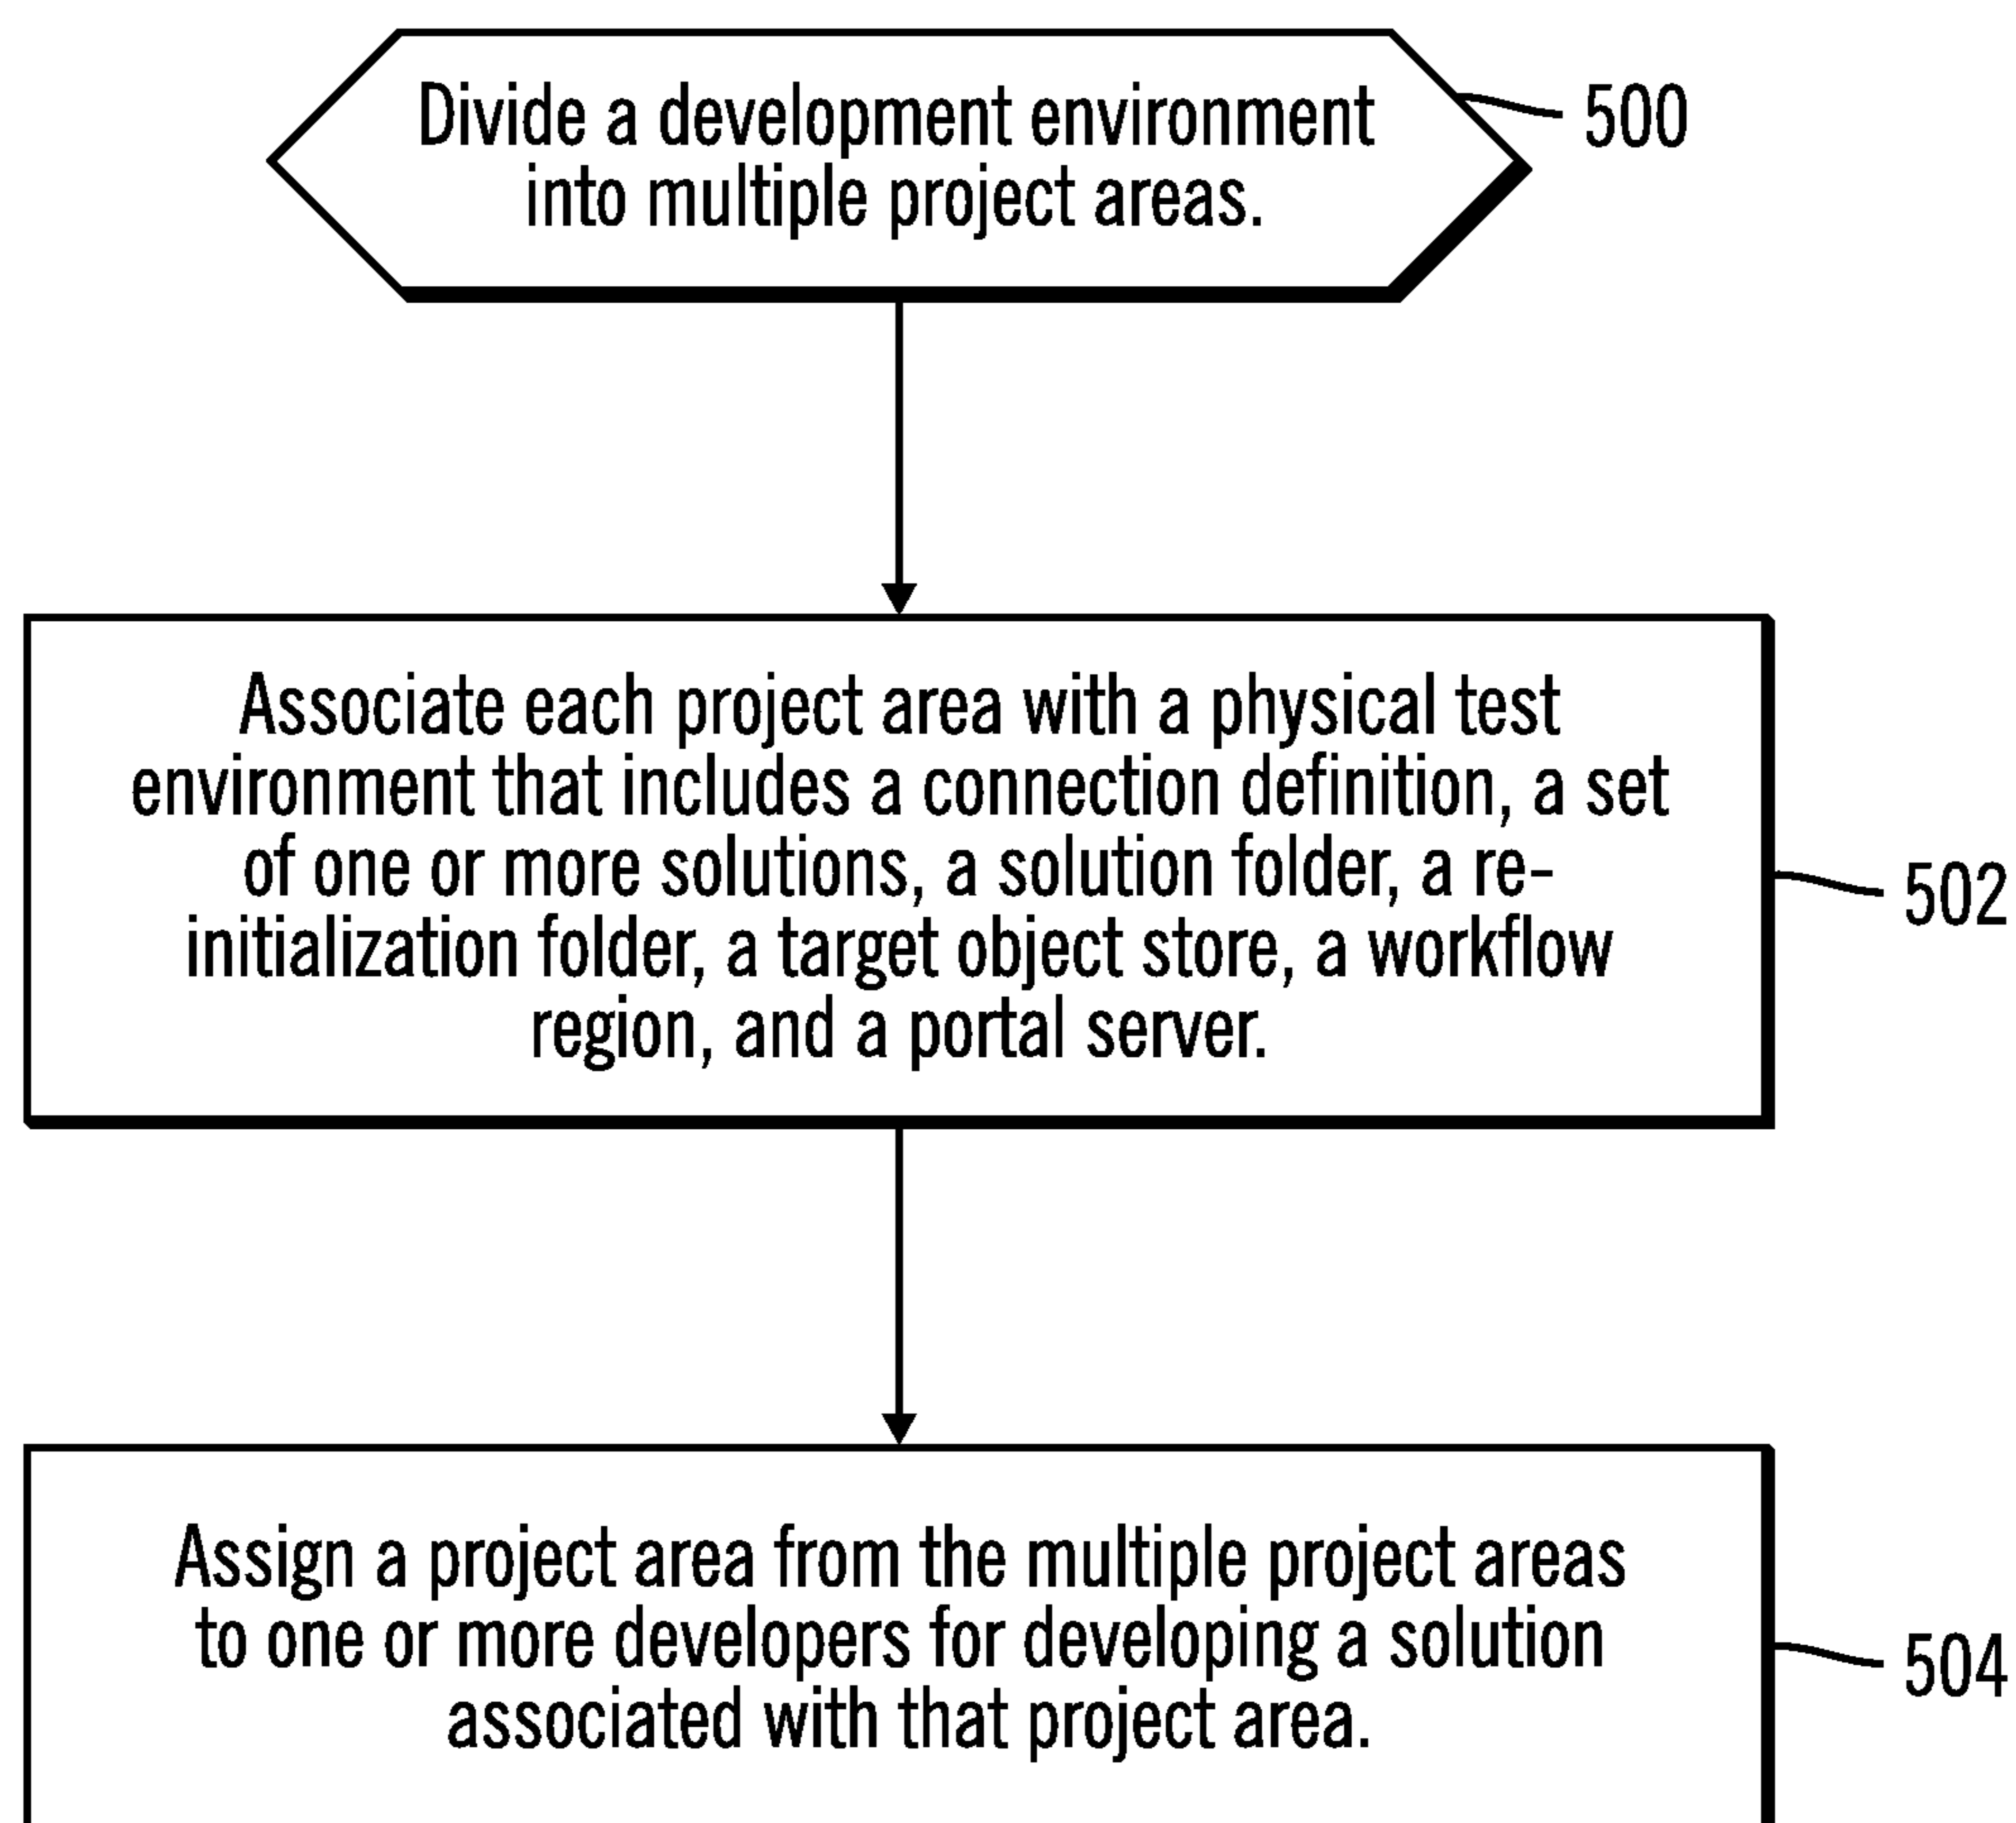 Divide a development environment
into multiple project areas.
500
Associate each project area with a physical test
environment that includes a connection definition, a set
of one or more solutions, a solution folder, a re-
initialization folder, a target object store, a workflow
region, and a portal server.
502
Assign a project area from the multiple project areas
to one or more developers for developing a solution
associated with that project area.
504